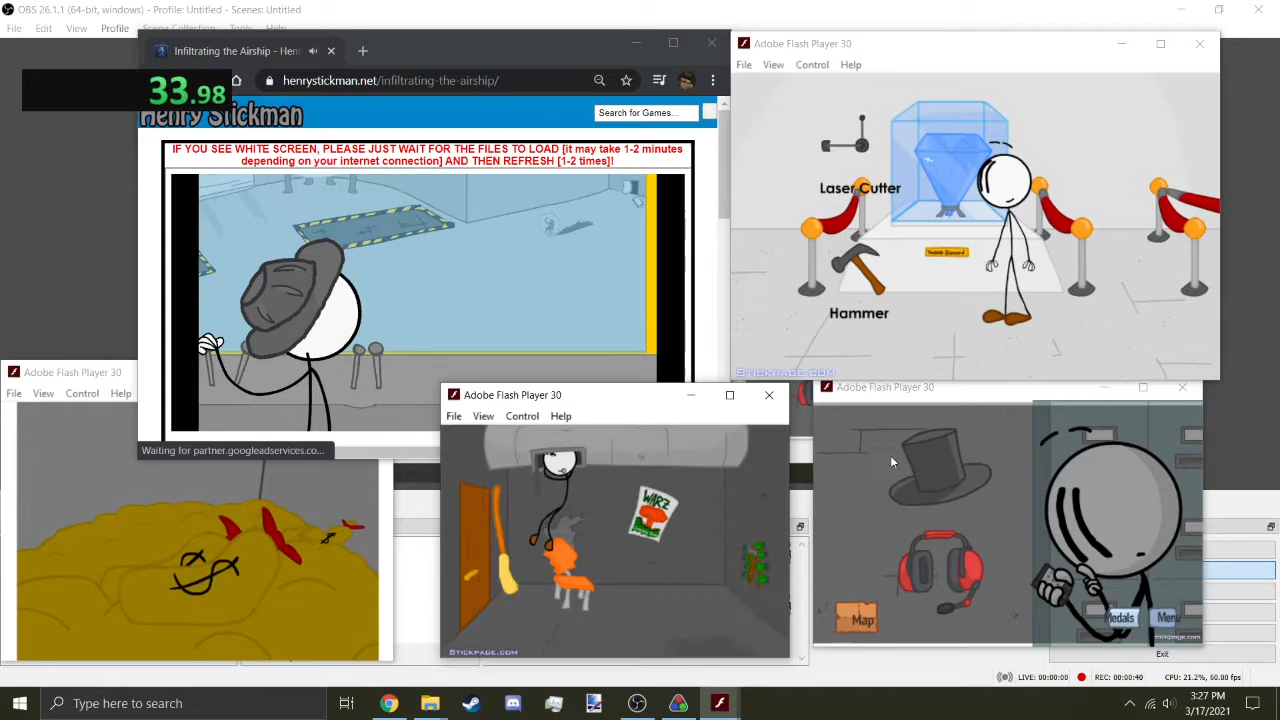 OBS 26.1.1 (64-bit, windows) - Profile: Untitled - Scenes: Untitled
File Edit View Profile Scene Collection Tools Help
Infiltrating the Airship - Henr
33.98
henrystickman.net/infiltrating-the-airship/
Henry Stickman
Search for Games...
IF YOU SEE WHITE SCREEN, PLEASE JUST WAIT FOR THE FILES TO LOAD [it may take 1-2 minutes
depending on your internet connection] AND THEN REFRESH [1-2 times]!
Waiting for partner.googleadservices.co...
Adobe Flash Player 30
File View Control Help
Laser Cutter
Hammer
STICKPAGE.COM
Adobe Flash Player 30
File View Control Help
Adobe Flash Player 30
File View Control Help
WARZ
STICKPAGE.COM
Adobe Flash Player 30
Map
Medals
Menu
stickpage.com
Exit
LIVE: 00:00:00 REC: 00:00:40 CPU: 21.2%, 60.00 fps
Type here to search
3:27 PM
3/17/2021